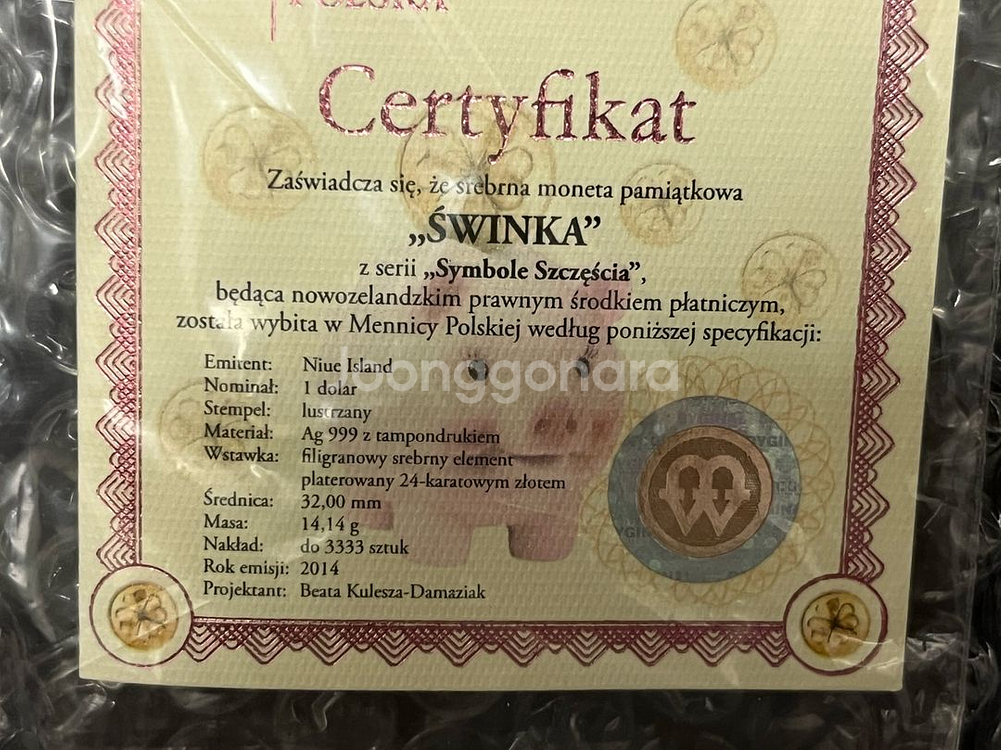 POLSKA
Certyfikat
Zaświadcza się, że srebrna moneta pamiątkowa
„ŚWINKA”
z serii „Symbole Szczęścia”,
będąca nowozelandzkim prawnym środkiem płatniczym,
została wybita w Mennicy Polskiej według poniższej specyfikacji:
Emitent: Niue Island
Nominał: 1 dolar
Stempel: lustrzany
Materiał: Ag 999 z tampondrukiem
Wstawka: filigranowy srebrny element
platerowany 24-karatowym złotem
Średnica: 32,00 mm
Masa: 14,14 g
Nakład: do 3333 sztuk
Rok emisji: 2014
Projektant: Beata Kulesza-Damaziak
joonggonara